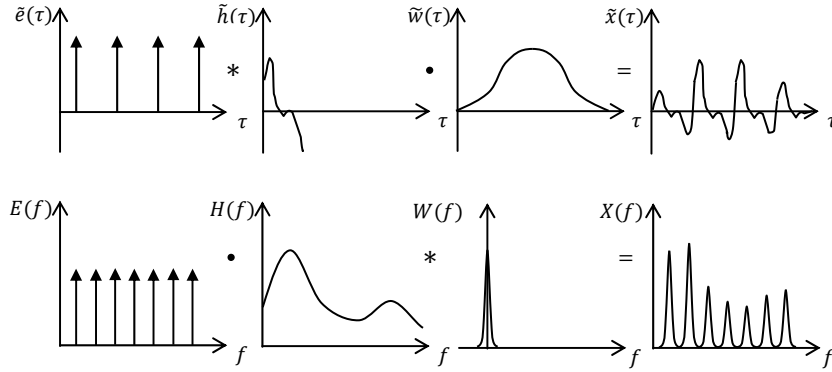 ẽ(τ) h̃(τ) w̃(τ) x̃(τ)
* • =
τ τ τ τ
E(f) H(f) W(f) X(f)
• * =
f f f f